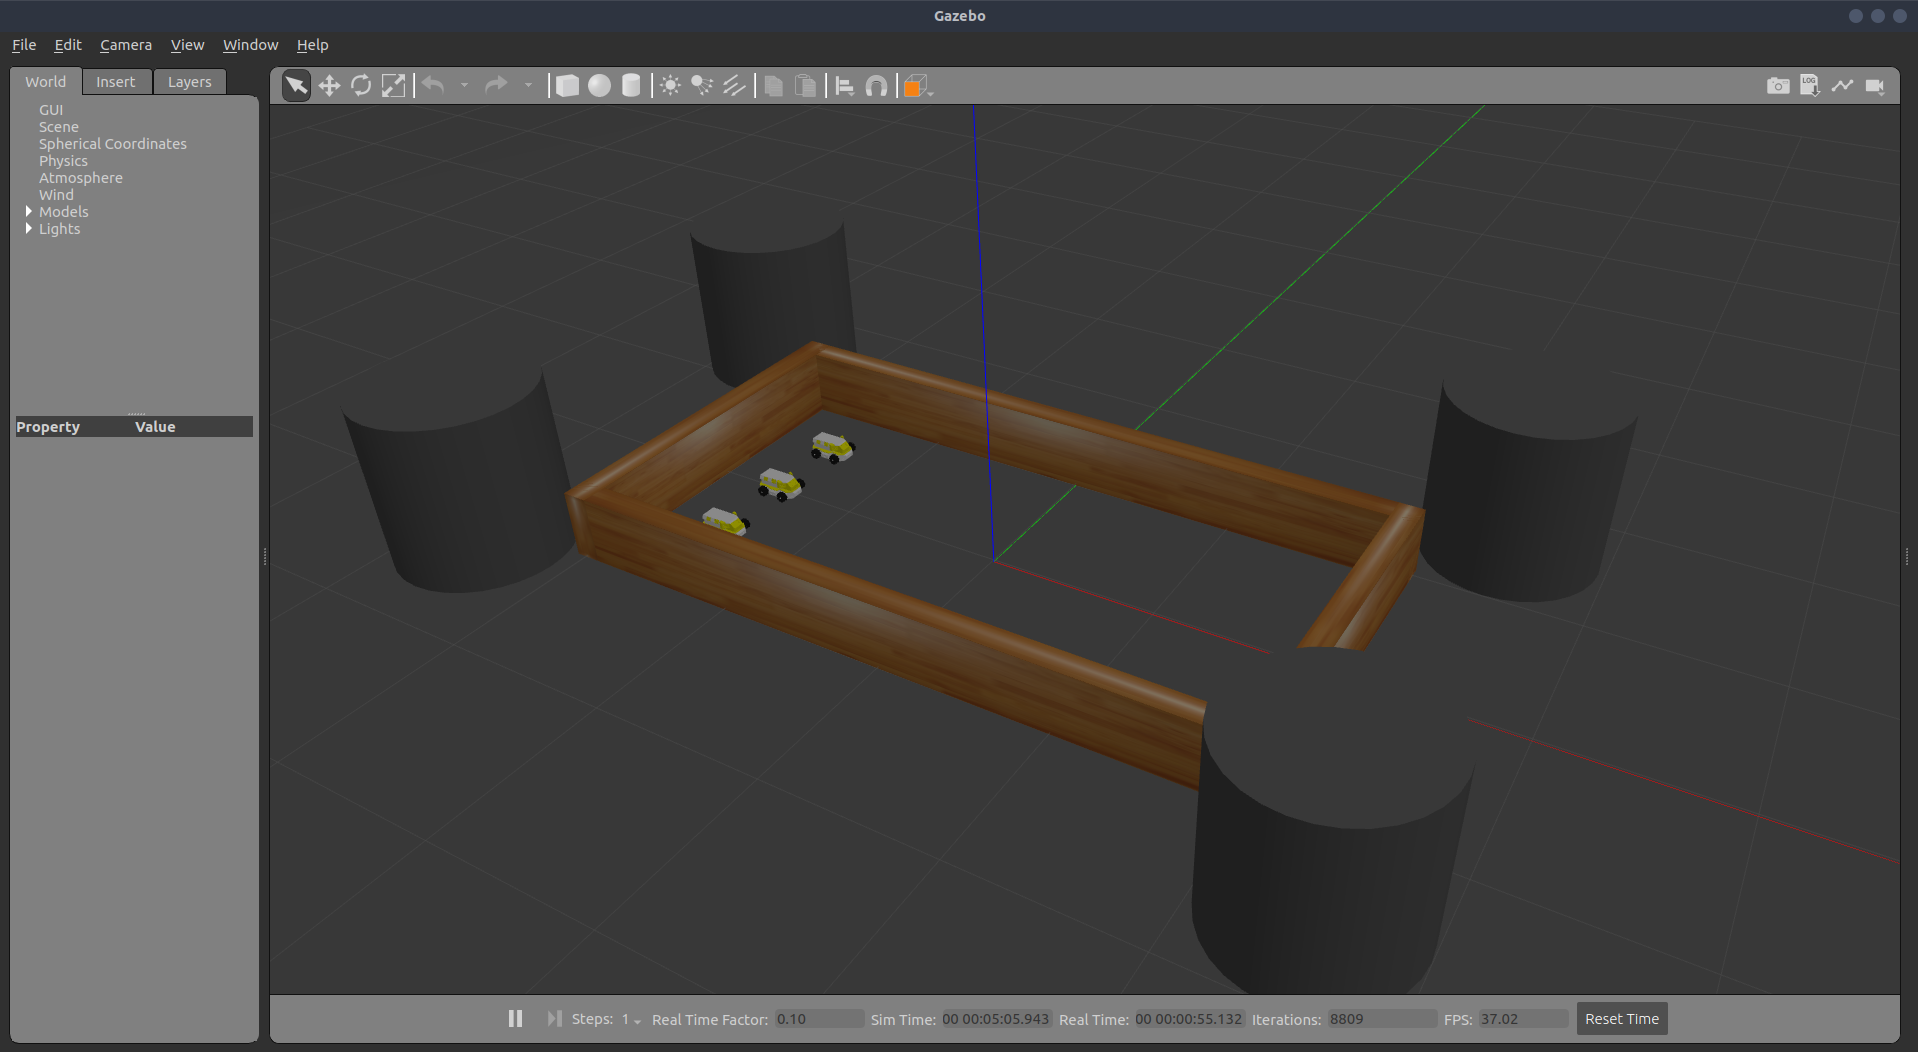 Gazebo
File Edit Camera View Window Help
World Insert Layers
GUI
Scene
Spherical Coordinates
Physics
Atmosphere
Wind
Models
Lights
Property Value
LOG
Steps: 1 Real Time Factor: 0.10 Sim Time: 00 00:05:05.943 Real Time: 00 00:00:55.132 Iterations: 8809 FPS: 37.02 Reset Time